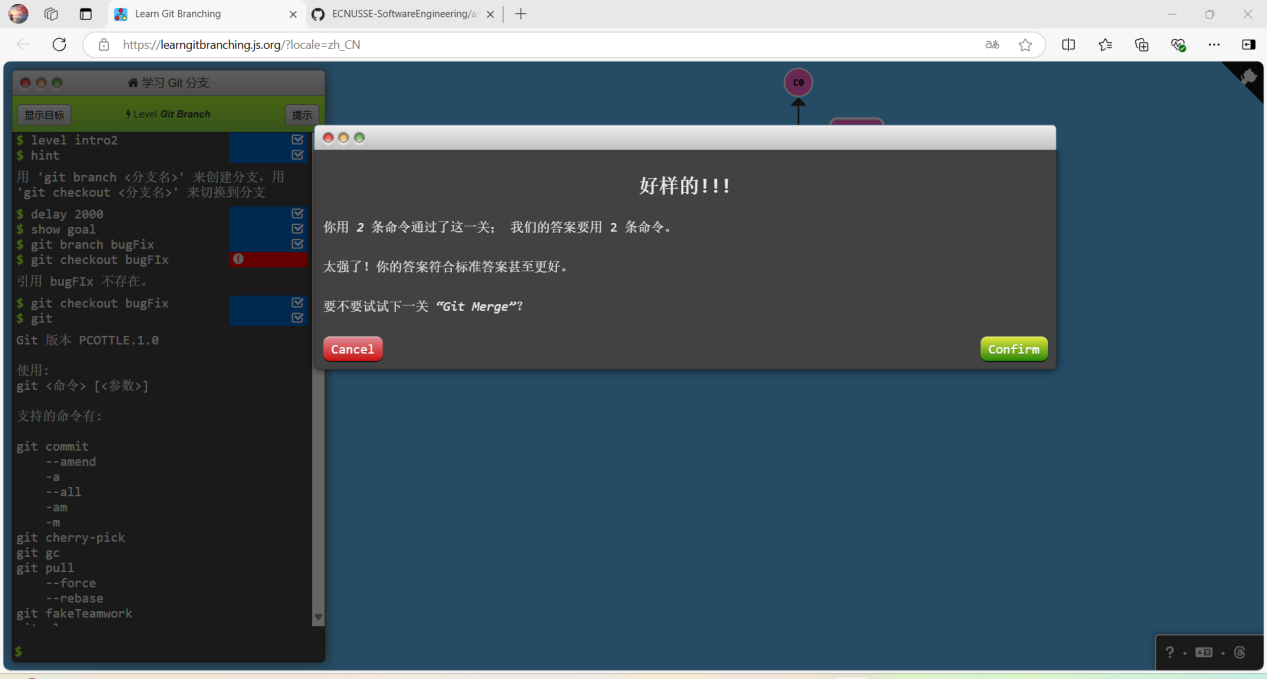 Learn Git Branching
ECNUSSE-SoftwareEngineering/as
https://learngitbranching.js.org/?locale=zh_CN
学习 Git 分支
显示目标
Level Git Branch
提示
$ level intro2
$ hint
用 'git branch <分支名>' 来创建分支，用
'git checkout <分支名>' 来切换到分支
$ delay 2000
$ show goal
$ git branch bugFix
$ git checkout bugFIx
引用 bugFIx 不存在。
$ git checkout bugFix
$ git
Git 版本 PCOTTLE.1.0
使用:
git <命令> [<参数>]
支持的命令有:
git commit
--amend
-a
--all
-am
-m
git cherry-pick
git gc
git pull
--force
--rebase
git fakeTeamwork
$
c0
好样的!!!
你用 2 条命令通过了这一关； 我们的答案要用 2 条命令。
太强了！你的答案符合标准答案甚至更好。
要不要试试下一关 “Git Merge”？
Cancel
Confirm